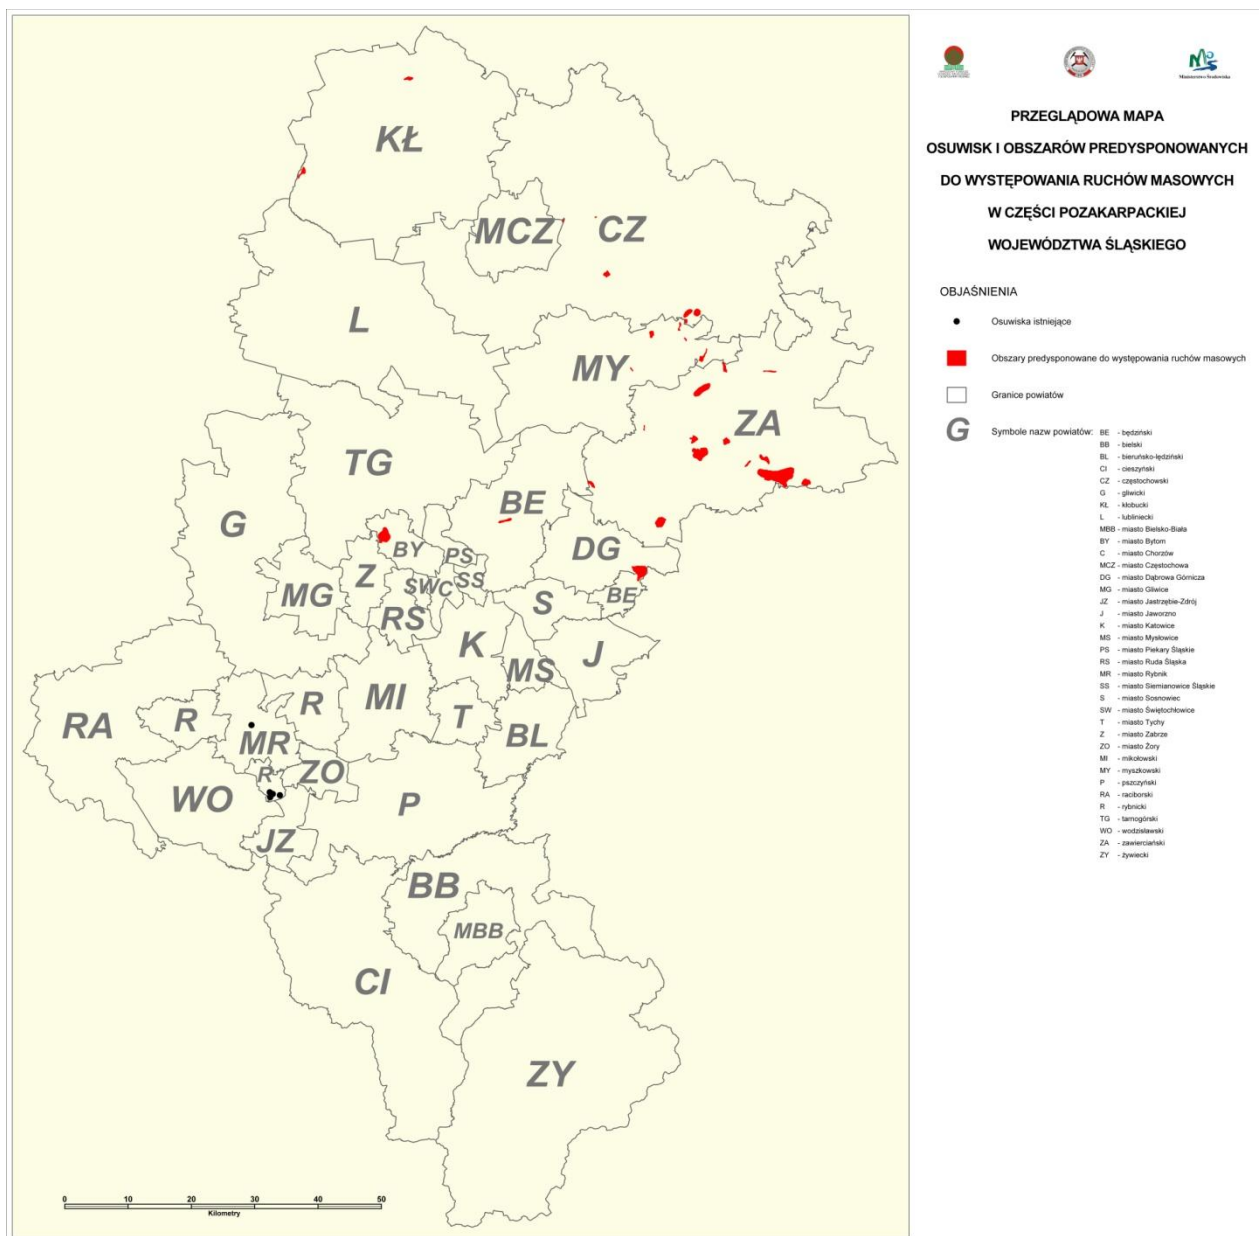 Ministerstwo Środowiska
PRZEGLĄDOWA MAPA
OSUWISK I OBSZARÓW PREDYSPONOWANYCH
DO WYSTĘPOWANIA RUCHÓW MASOWYCH
W CZĘŚCI POZAKARPACKIEJ
WOJEWÓDZTWA ŚLĄSKIEGO
OBJAŚNIENIA
Osuwiska istniejące
Obszary predysponowane do występowania ruchów masowych
Granice powiatów
G Symbole nazw powiatów:
BE - będziński
BB - bielski
BL - bieruńsko-lędziński
CI - cieszyński
CZ - częstochowski
G - gliwicki
KŁ - kłobucki
L - lubliniecki
MBB - miasto Bielsko-Biała
BY - miasto Bytom
C - miasto Chorzów
MCZ - miasto Częstochowa
DG - miasto Dąbrowa Górnicza
MG - miasto Gliwice
JZ - miasto Jastrzębie-Zdrój
J - miasto Jaworzno
K - miasto Katowice
MS - miasto Mysłowice
PS - miasto Piekary Śląskie
RS - miasto Ruda Śląska
MR - miasto Rybnik
SS - miasto Siemianowice Śląskie
S - miasto Sosnowiec
SW - miasto Świętochłowice
T - miasto Tychy
Z - miasto Zabrze
ZO - miasto Żory
MI - mikołowski
MY - myszkowski
P - pszczyński
RA - raciborski
R - rybnicki
TG - tarnogórski
WO - wodzisławski
ZA - zawierciański
ZY - żywiecki
KŁ
MCZ
CZ
L
MY
ZA
TG
BE
G
BY
PS
DG
Z
MG
SW
C
SS
BE
S
RS
K
J
MS
R
MI
RA
R
T
MR
BL
R
ZO
WO
P
JZ
BB
MBB
CI
ZY
0 10 20 30 40 50
Kilometry